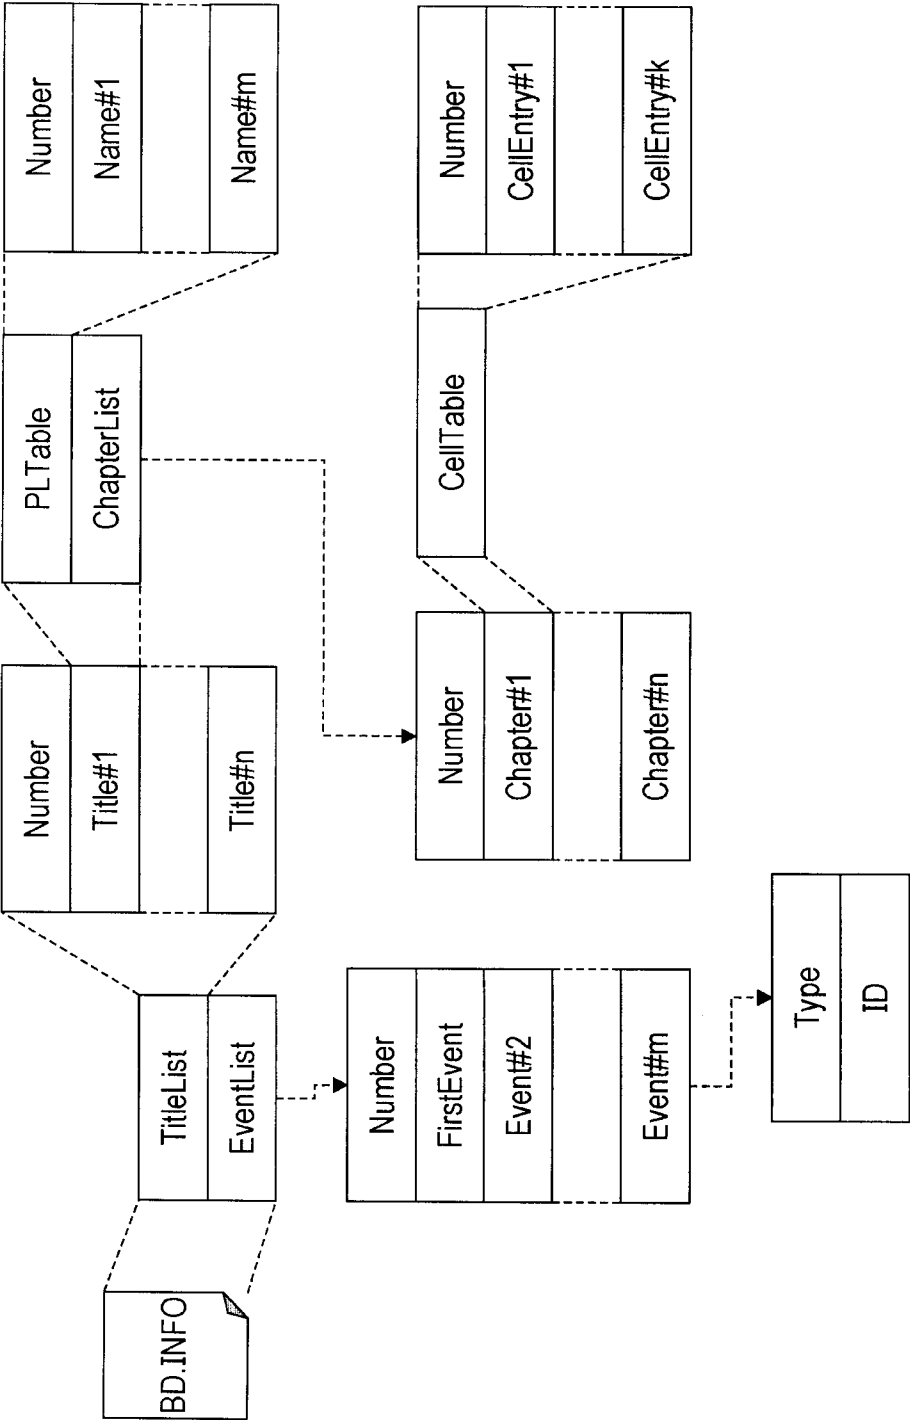 BD.INFO
TitleList
EventList
Number
Title#1
Title#n
PLTable
ChapterList
Number
Name#1
Name#m
Number
FirstEvent
Event#2
Event#m
Type
ID
Number
Chapter#1
Chapter#n
CellTable
Number
CellEntry#1
CellEntry#k